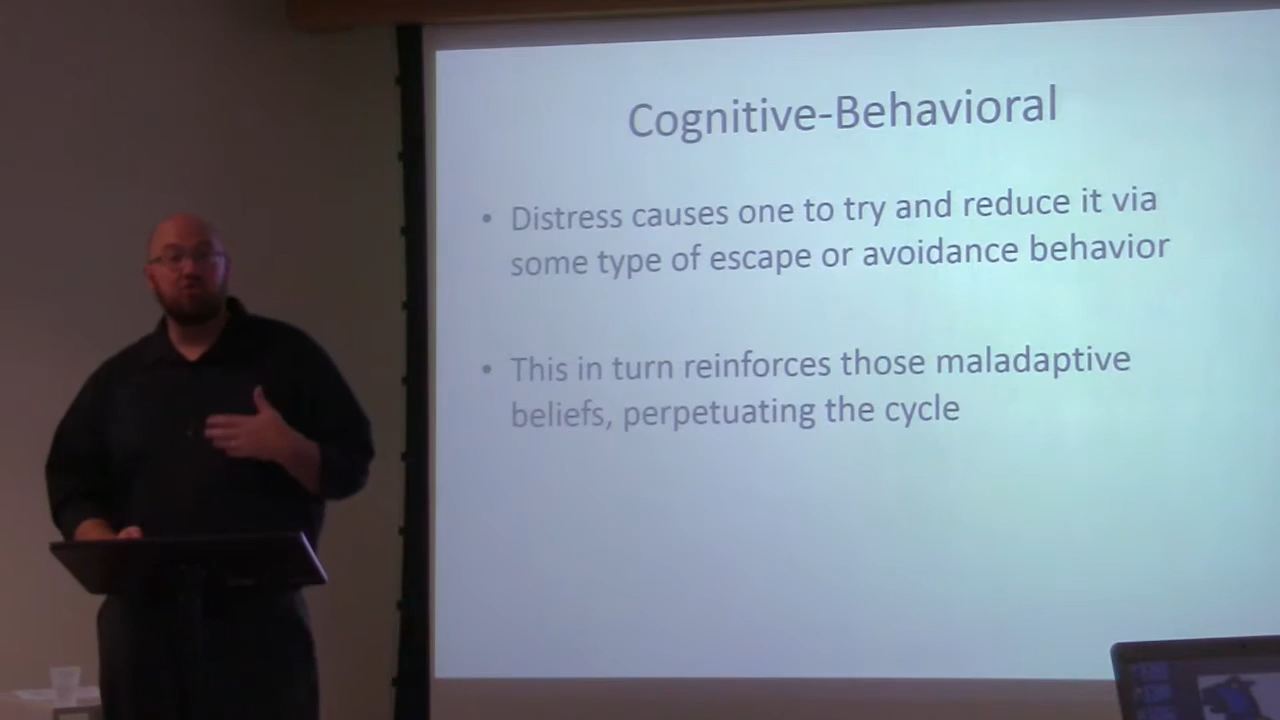 Cognitive-Behavioral
• Distress causes one to try and reduce it via
some type of escape or avoidance behavior
• This in turn reinforces those maladaptive
beliefs, perpetuating the cycle